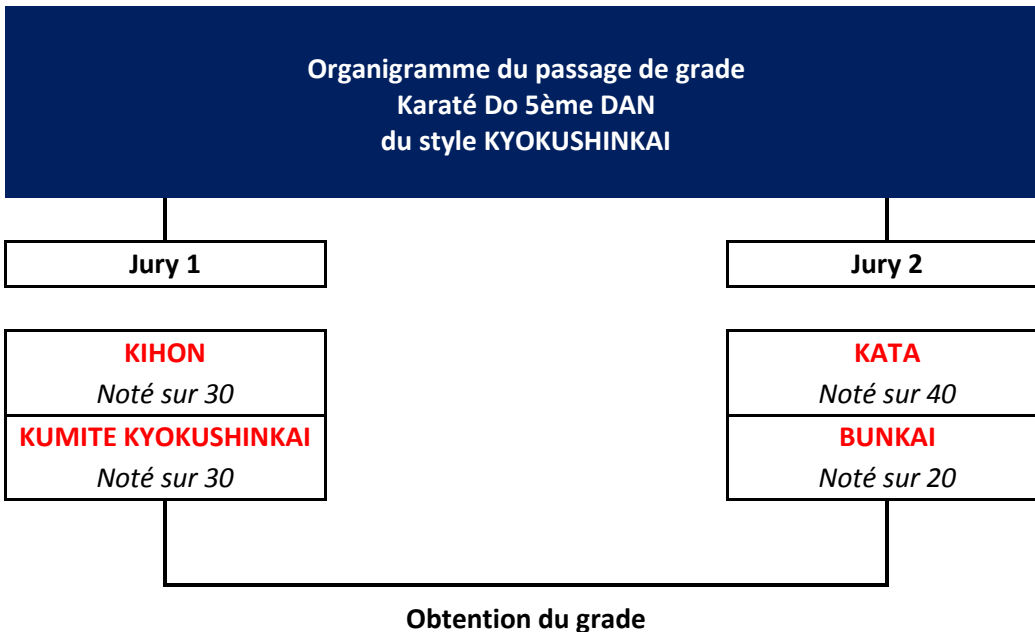 Organigramme du passage de grade
Karaté Do 5ème DAN
du style KYOKUSHINKAI
Jury 1
Jury 2
KIHON
Noté sur 30
KUMITE KYOKUSHINKAI
Noté sur 30
KATA
Noté sur 40
BUNKAI
Noté sur 20
Obtention du grade